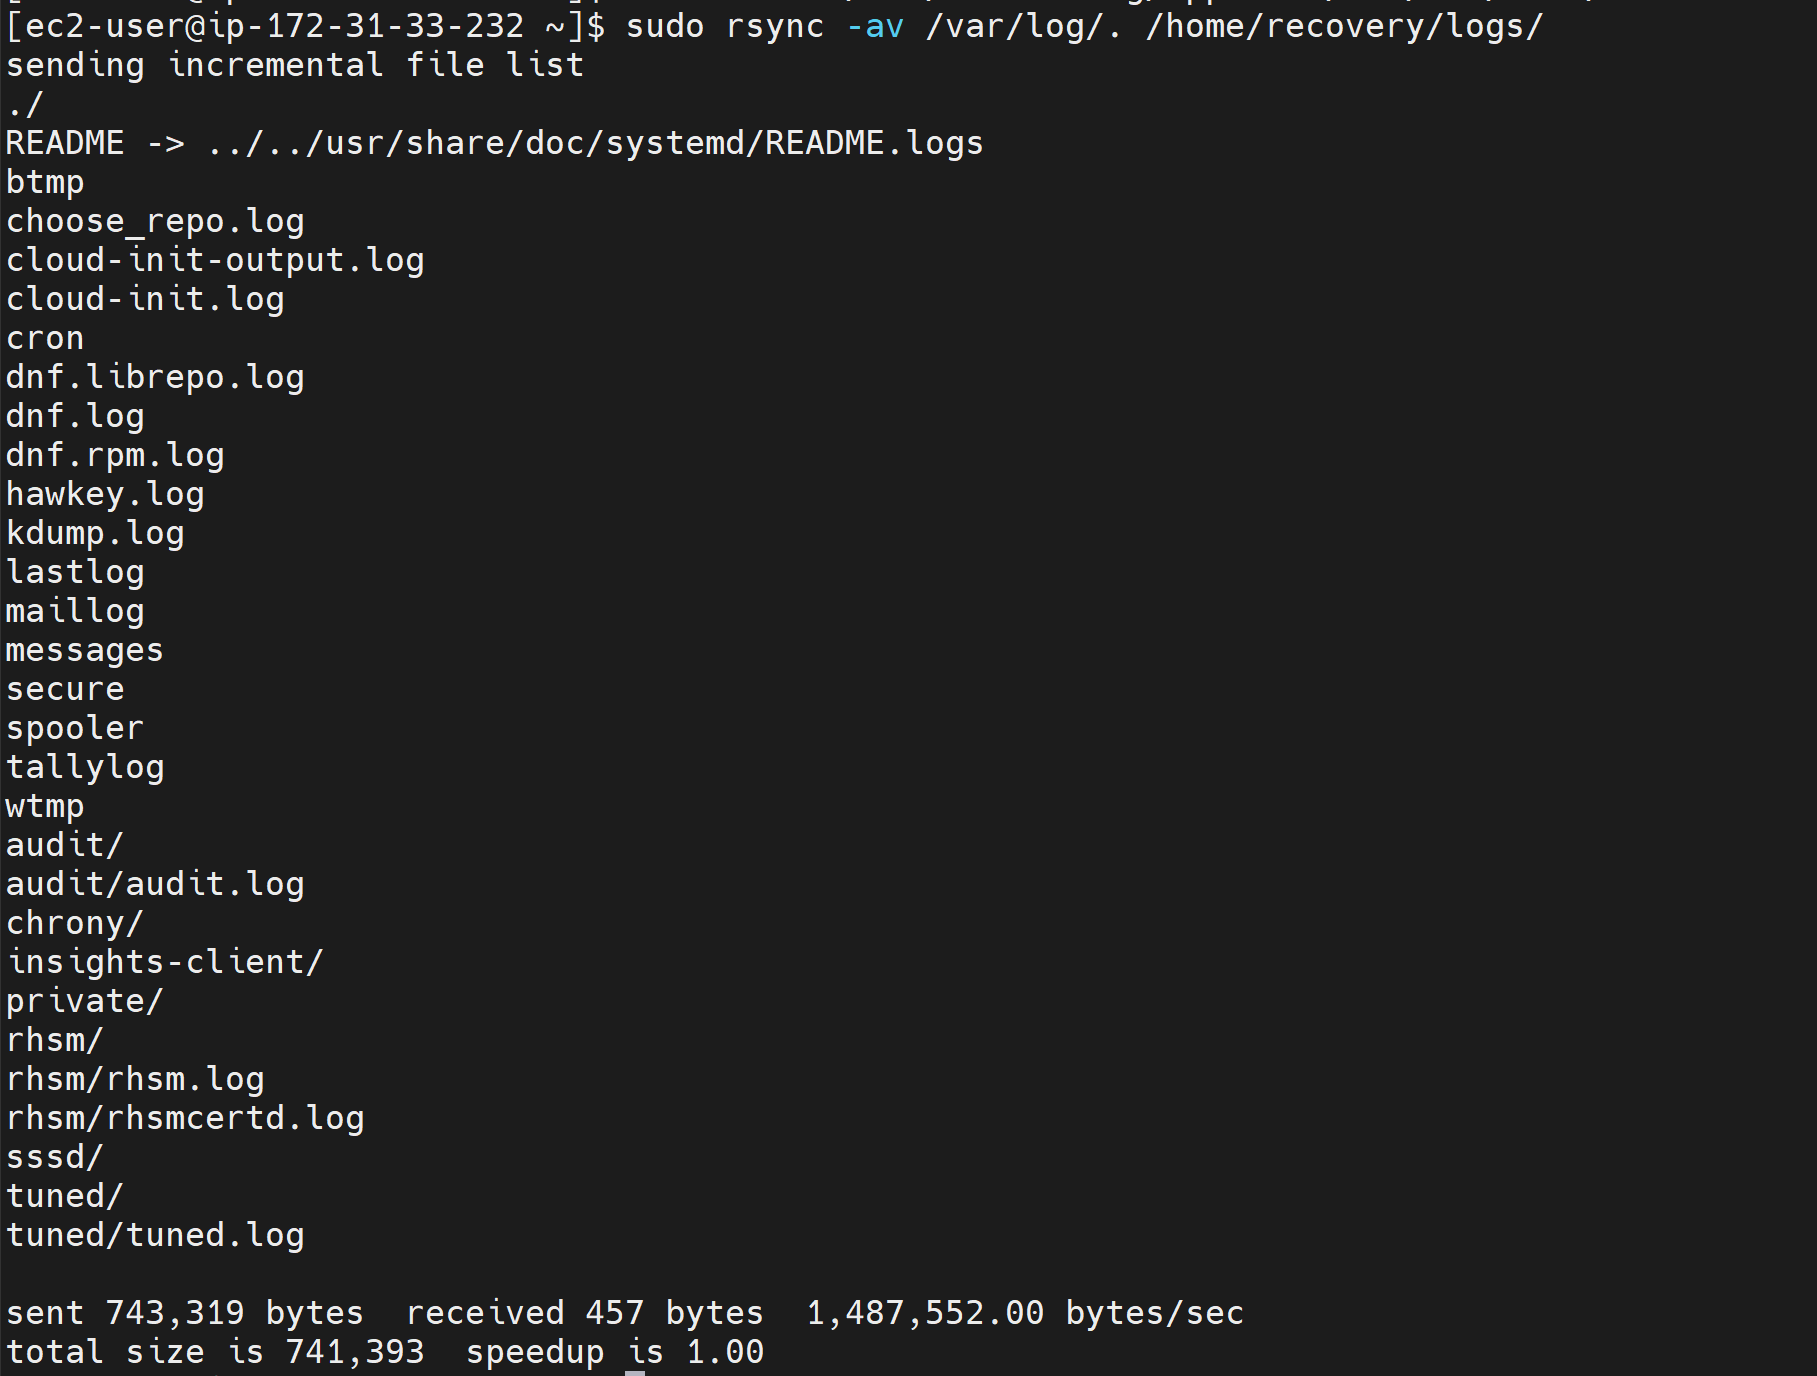 [ec2-user@ip-172-31-33-232 ~]$ sudo rsync -av /var/log/. /home/recovery/logs/
sending incremental file list
./
README -> ../../usr/share/doc/systemd/README.logs
btmp
choose_repo.log
cloud-init-output.log
cloud-init.log
cron
dnf.librepo.log
dnf.log
dnf.rpm.log
hawkey.log
kdump.log
lastlog
maillog
messages
secure
spooler
tallylog
wtmp
audit/
audit/audit.log
chrony/
insights-client/
private/
rhsm/
rhsm/rhsm.log
rhsm/rhsmcertd.log
sssd/
tuned/
tuned/tuned.log
sent 743,319 bytes  received 457 bytes  1,487,552.00 bytes/sec
total size is 741,393  speedup is 1.00